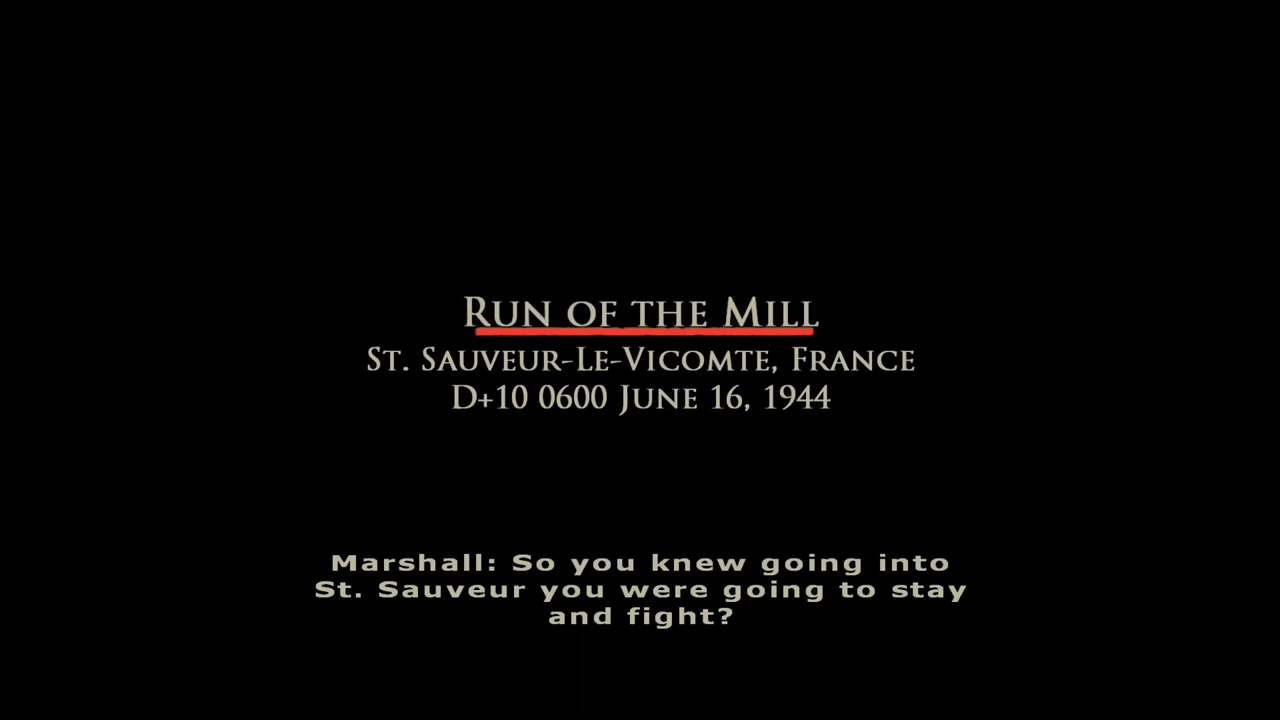 Run of the Mill
St. Sauveur-Le-Vicomte, France
D+10 0600 June 16, 1944
Marshall: So you knew going into
St. Sauveur you were going to stay
and fight?